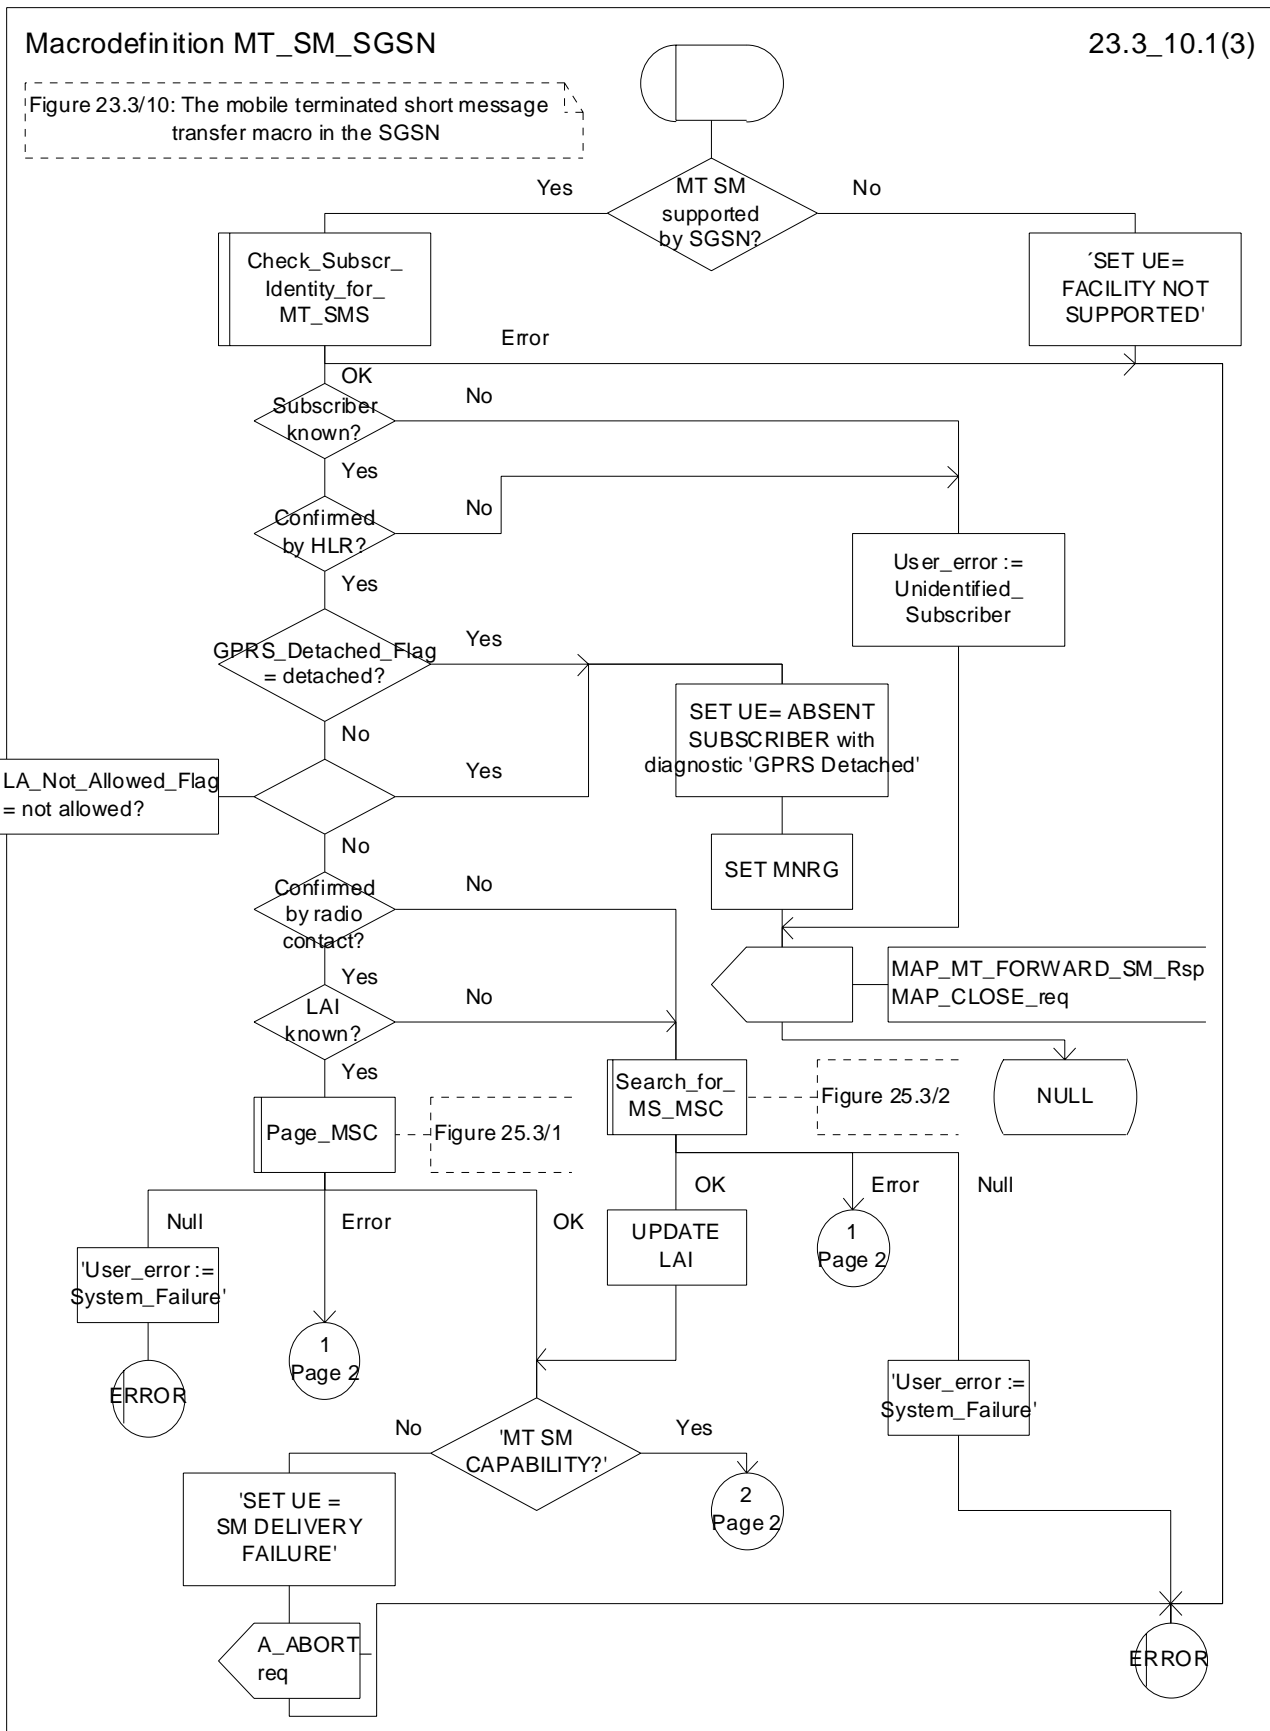 Macrodefinition MT_SM_SGSN
23.3_10.1(3)
Figure 23.3/10: The mobile terminated short message
transfer macro in the SGSN
Yes
MT SM
supported
by SGSN?
No
Check_Subscr_
Identity_for_
MT_SMS
´SET UE=
FACILITY NOT
SUPPORTED'
Error
OK
Subscriber
known?
No
Yes
Confirmed
by HLR?
No
User_error :=
Unidentified_
Subscriber
Yes
GPRS_Detached_Flag
= detached?
Yes
SET UE= ABSENT
SUBSCRIBER with
diagnostic 'GPRS Detached'
No
LA_Not_Allowed_Flag
= not allowed?
Yes
No
SET MNRG
Confirmed
by radio
contact?
No
MAP_MT_FORWARD_SM_Rsp
MAP_CLOSE_req
Yes
LAI
known?
No
Yes
Search_for_
MS_MSC
Figure 25.3/2
NULL
Page_MSC
Figure 25.3/1
OK
Error
Null
Null
Error
OK
UPDATE
LAI
1
Page 2
'User_error :=
System_Failure'
1
Page 2
ERROR
'User_error :=
System_Failure'
No
'MT SM
CAPABILITY?'
Yes
'SET UE =
SM DELIVERY
FAILURE'
2
Page 2
A_ABORT_
req
ERROR